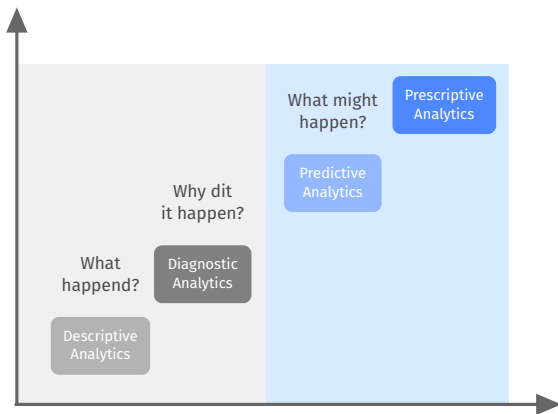 What might
happen?
Prescriptive
Analytics
Predictive
Analytics
Why dit
it happen?
Diagnostic
Analytics
What
happend?
Descriptive
Analytics